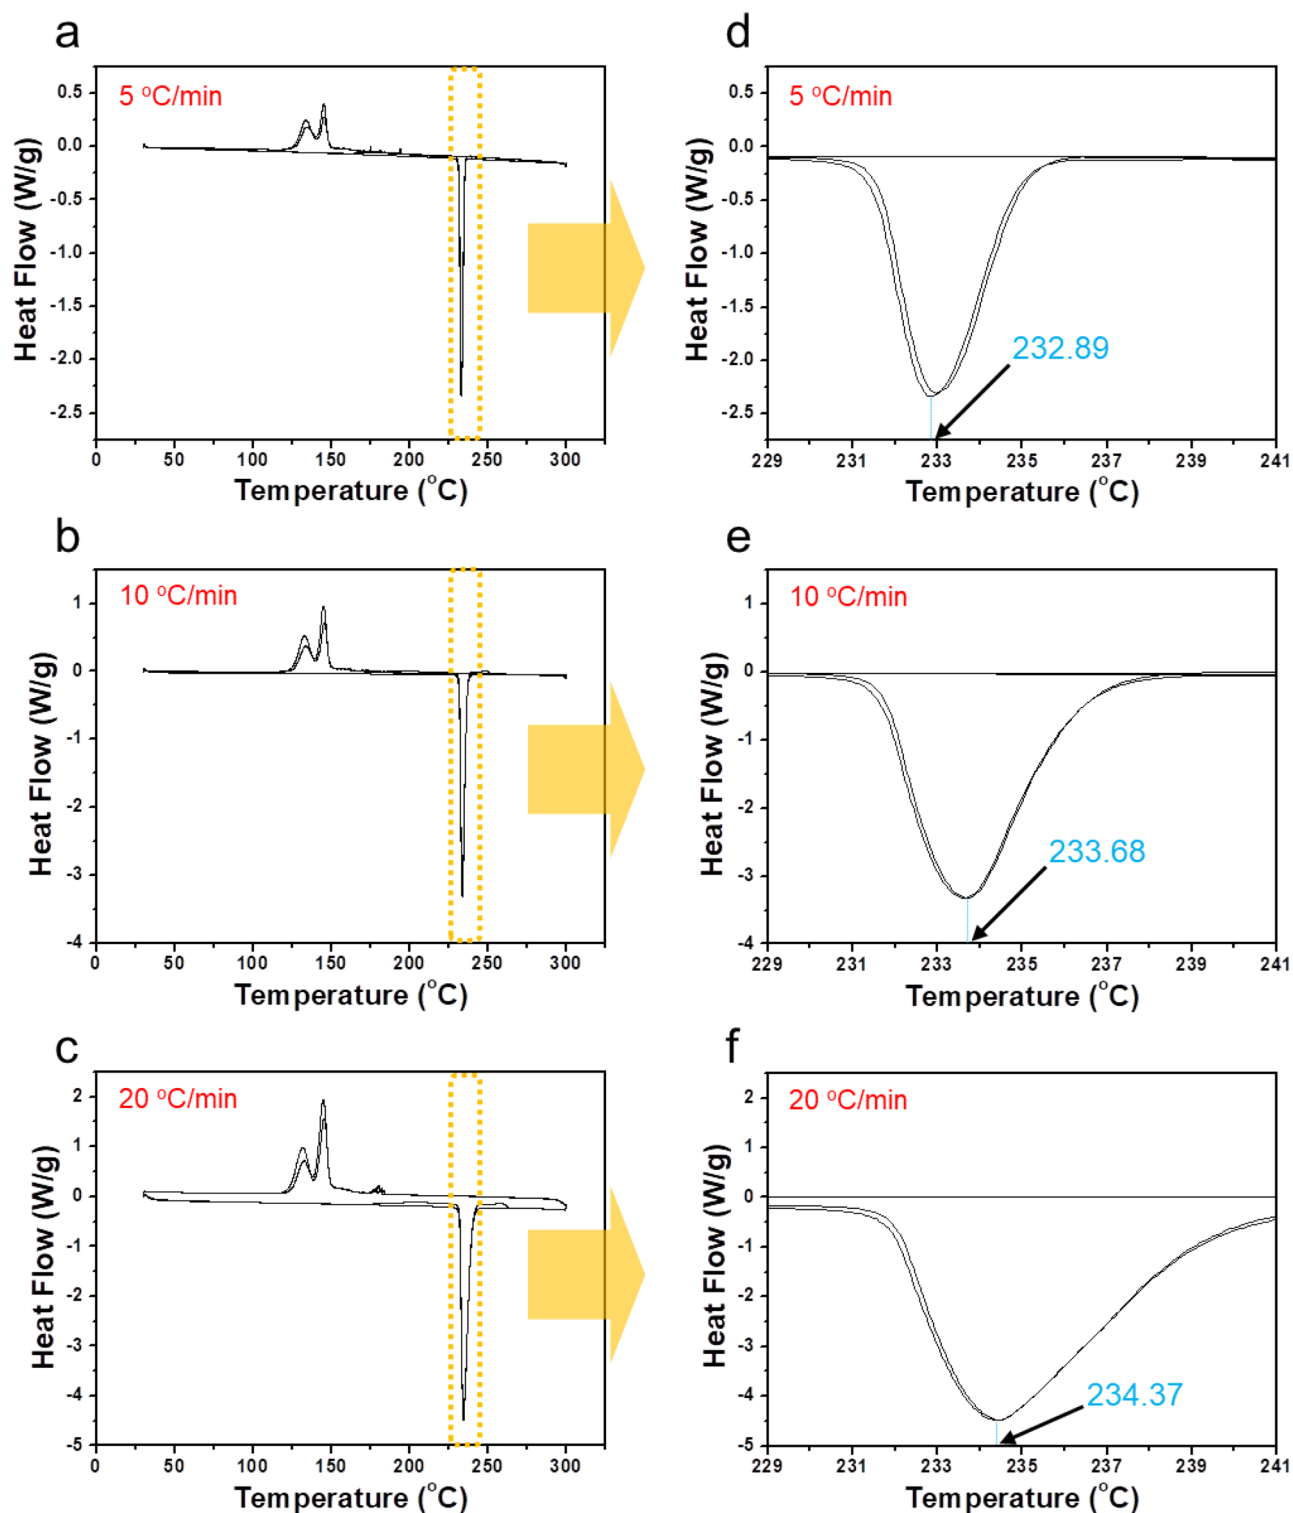 a
5 °C/min
Heat Flow (W/g)
0.5
0.0
-0.5
-1.0
-1.5
-2.0
-2.5
0 50 100 150 200 250 300
Temperature (°C)
d
5 °C/min
Heat Flow (W/g)
0.5
0.0
-0.5
-1.0
-1.5
-2.0
-2.5
232.89
229 231 233 235 237 239 241
Temperature (°C)
b
10 °C/min
Heat Flow (W/g)
1
0
-1
-2
-3
-4
0 50 100 150 200 250 300
Temperature (°C)
e
10 °C/min
Heat Flow (W/g)
1
0
-1
-2
-3
-4
233.68
229 231 233 235 237 239 241
Temperature (°C)
c
20 °C/min
Heat Flow (W/g)
2
1
0
-1
-2
-3
-4
-5
0 50 100 150 200 250 300
Temperature (°C)
f
20 °C/min
Heat Flow (W/g)
2
1
0
-1
-2
-3
-4
-5
234.37
229 231 233 235 237 239 241
Temperature (°C)